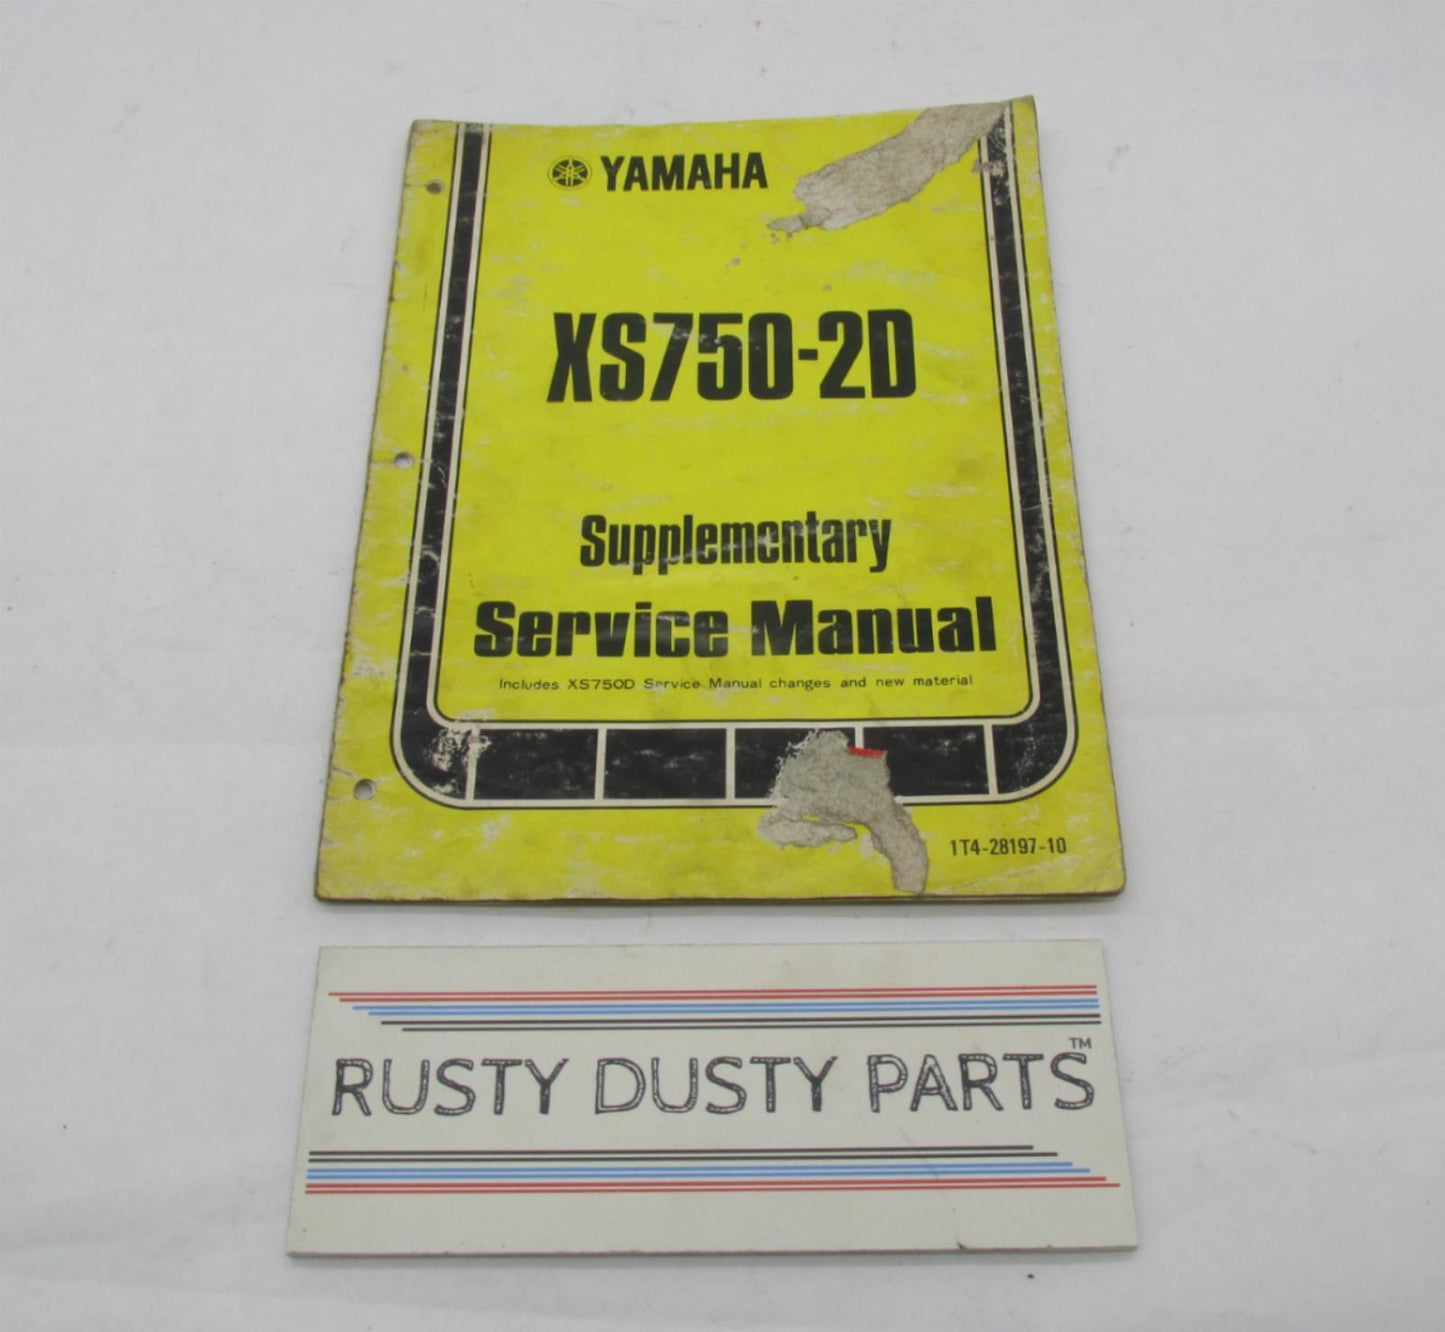 YAMAHA
XS750-2D
Supplementary
Service Manual
Includes XS750D Service Manual changes and new material
1T4-28197-10
RUSTY DUSTY PARTS™